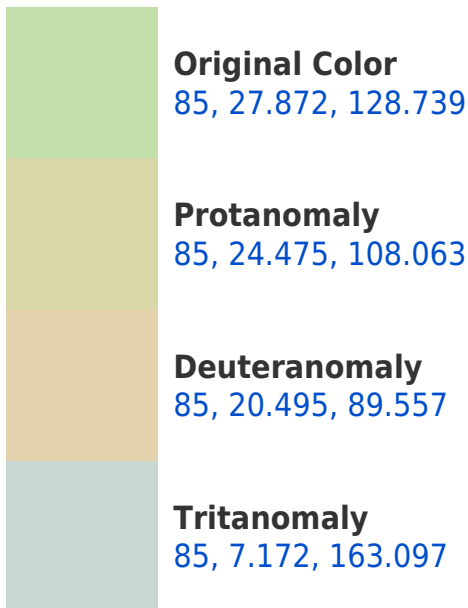 Original Color
85, 27.872, 128.739
Protanomaly
85, 24.475, 108.063
Deuteranomaly
85, 20.495, 89.557
Tritanomaly
85, 7.172, 163.097